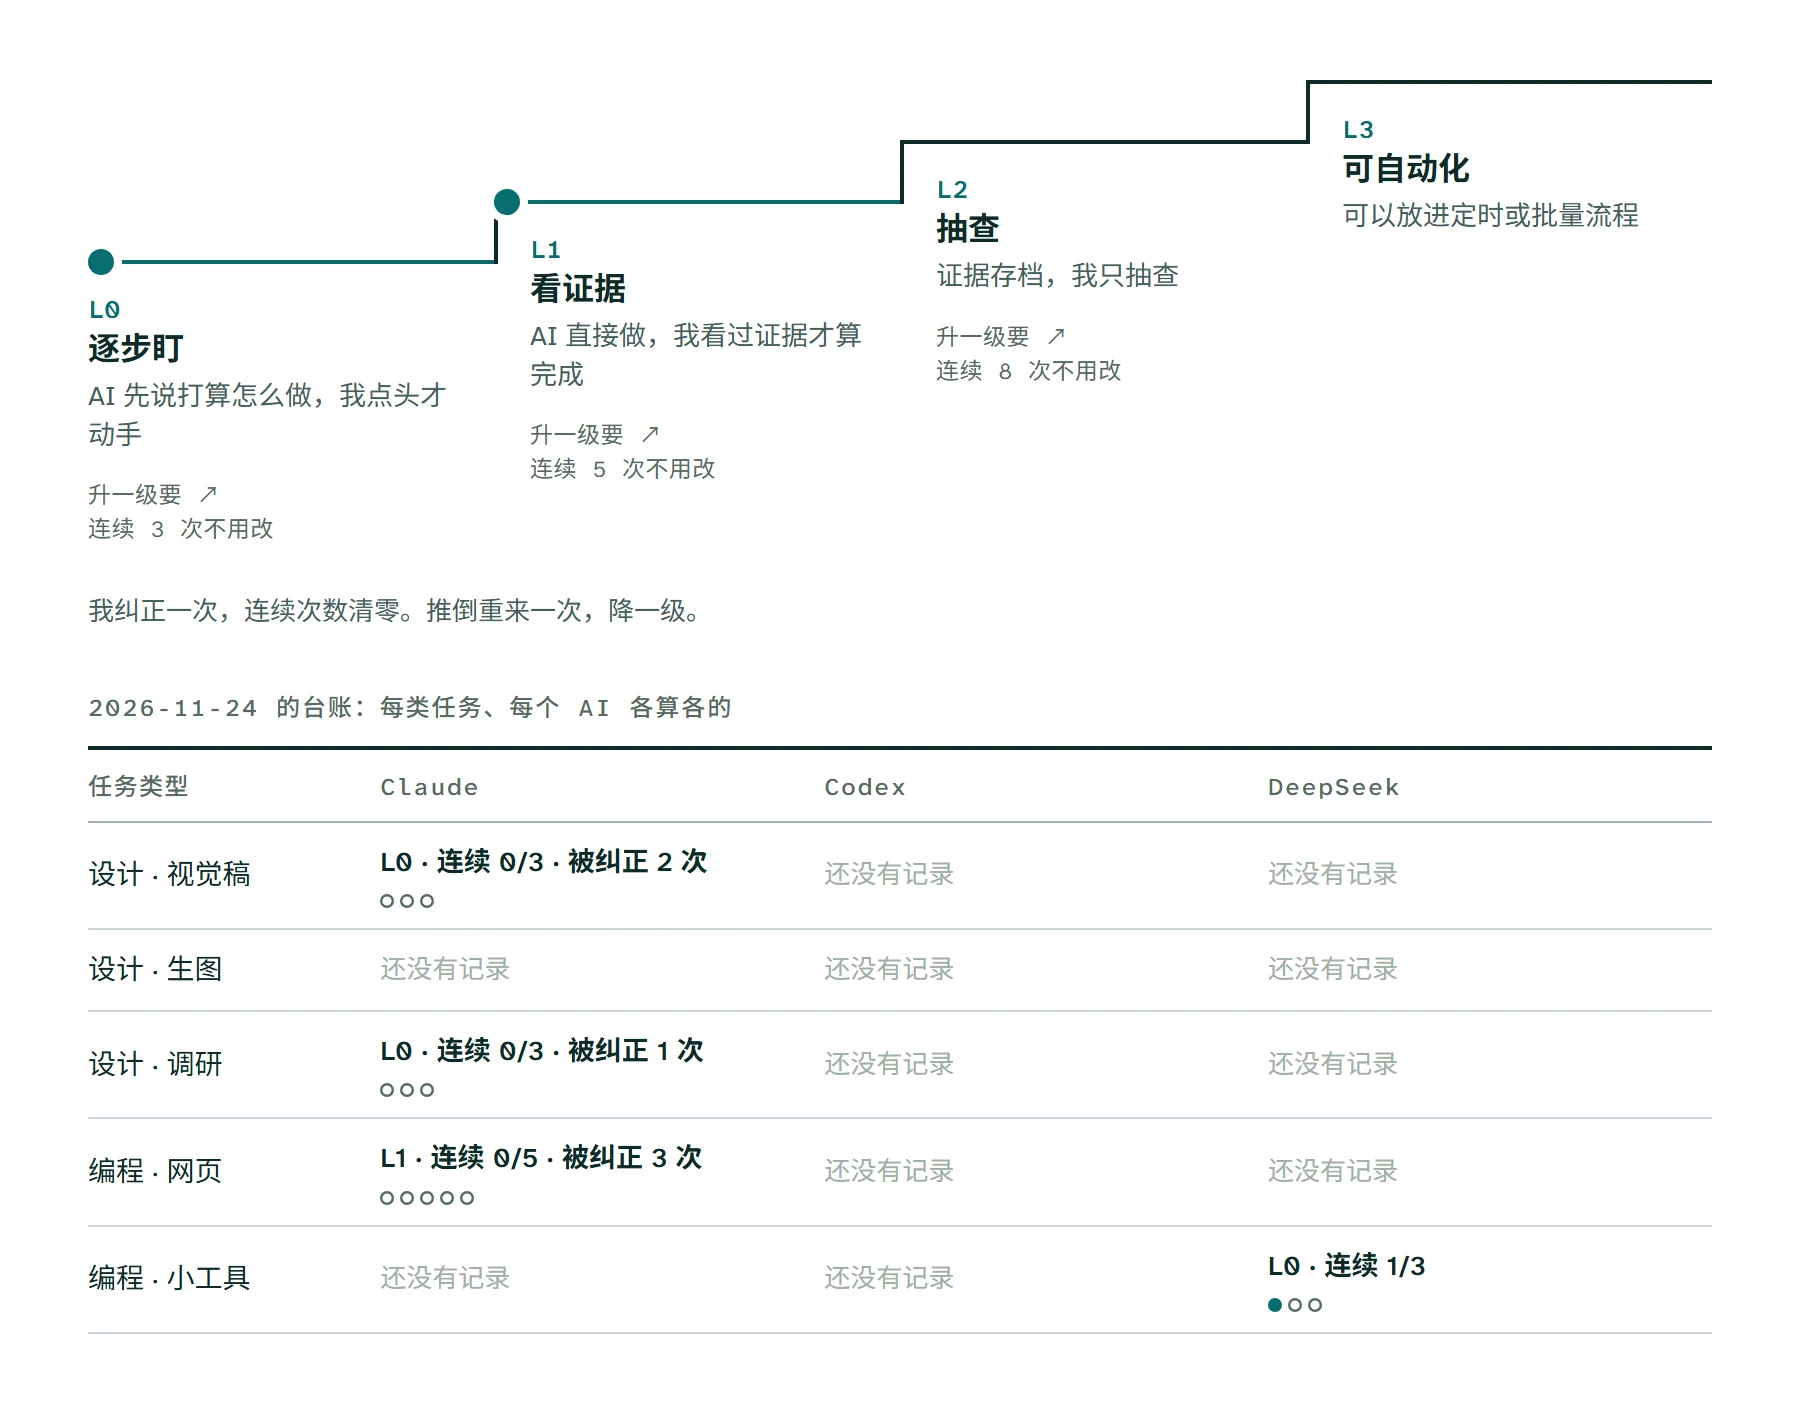 L0
逐步盯
AI 先说打算怎么做，我点头才
动手
升一级要 ↗
连续 3 次不用改
L1
看证据
AI 直接做，我看过证据才算
完成
升一级要 ↗
连续 5 次不用改
L2
抽查
证据存档，我只抽查
升一级要 ↗
连续 8 次不用改
L3
可自动化
可以放进定时或批量流程
我纠正一次，连续次数清零。推倒重来一次，降一级。
2026-11-24 的台账：每类任务、每个 AI 各算各的
任务类型 Claude Codex DeepSeek
设计 · 视觉稿 L0 · 连续 0/3 · 被纠正 2 次 还没有记录 还没有记录
设计 · 生图 还没有记录 还没有记录 还没有记录
设计 · 调研 L0 · 连续 0/3 · 被纠正 1 次 还没有记录 还没有记录
编程 · 网页 L1 · 连续 0/5 · 被纠正 3 次 还没有记录 还没有记录
编程 · 小工具 还没有记录 还没有记录 L0 · 连续 1/3